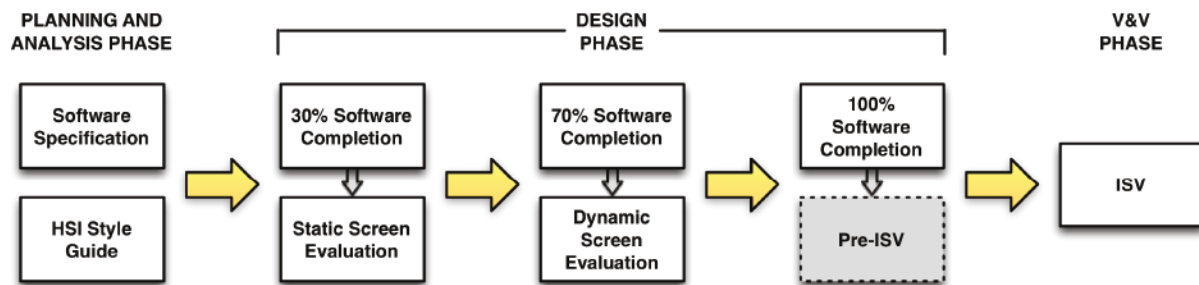 PLANNING AND
ANALYSIS PHASE
DESIGN
PHASE
V&V
PHASE
Software
Specification
HSI Style
Guide
30% Software
Completion
Static Screen
Evaluation
70% Software
Completion
Dynamic
Screen
Evaluation
100%
Software
Completion
Pre-ISV
ISV